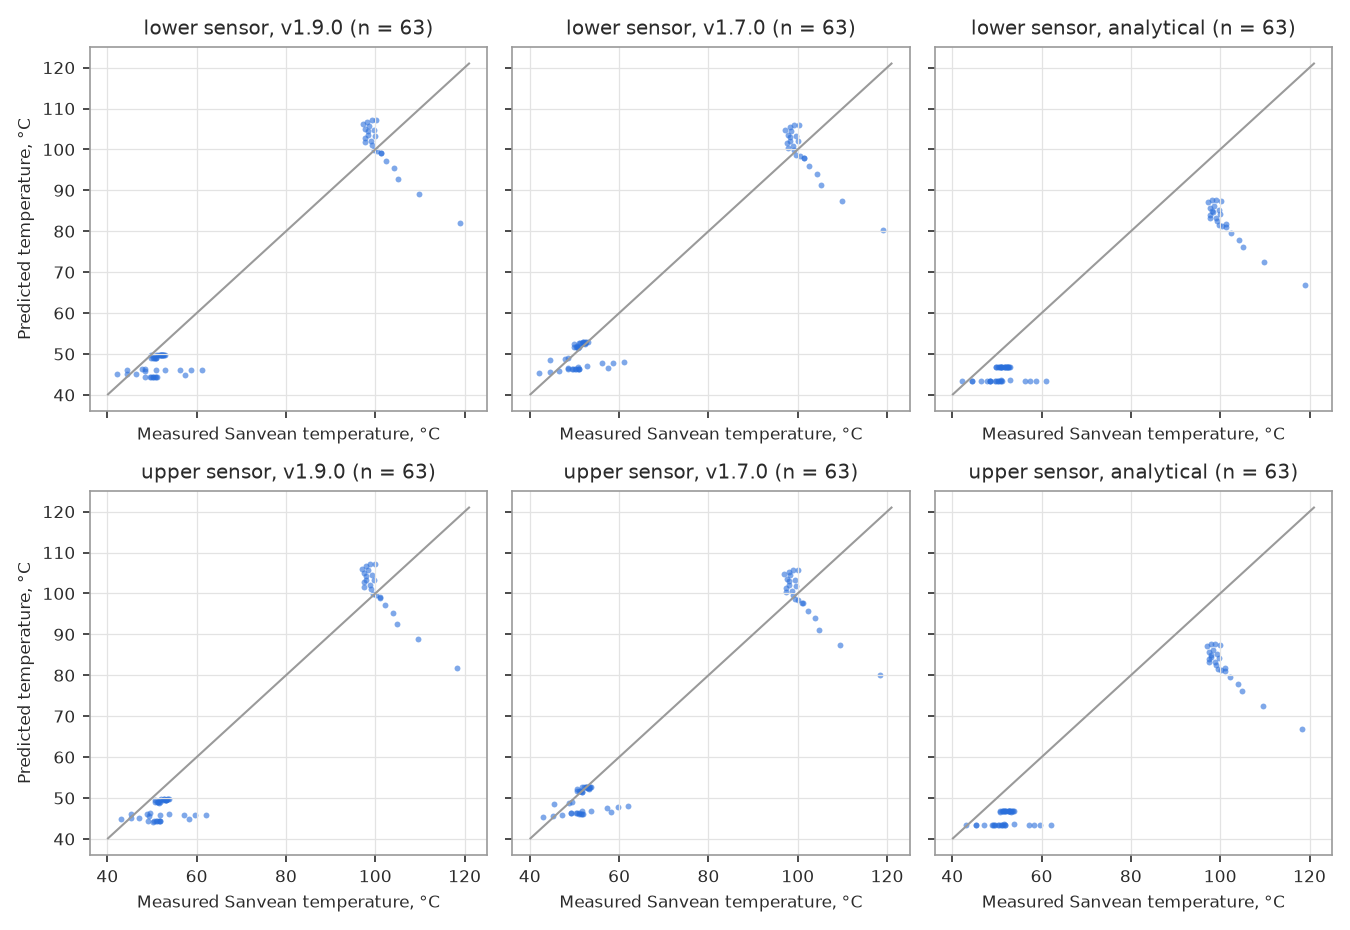 lower sensor, v1.9.0 (n = 63)
lower sensor, v1.7.0 (n = 63)
lower sensor, analytical (n = 63)
120
110
100
90
80
70
60
50
40
Predicted temperature, °C
Measured Sanvean temperature, °C
Measured Sanvean temperature, °C
Measured Sanvean temperature, °C
upper sensor, v1.9.0 (n = 63)
upper sensor, v1.7.0 (n = 63)
upper sensor, analytical (n = 63)
120
110
100
90
80
70
60
50
40
Predicted temperature, °C
40 60 80 100 120
40 60 80 100 120
40 60 80 100 120
Measured Sanvean temperature, °C
Measured Sanvean temperature, °C
Measured Sanvean temperature, °C